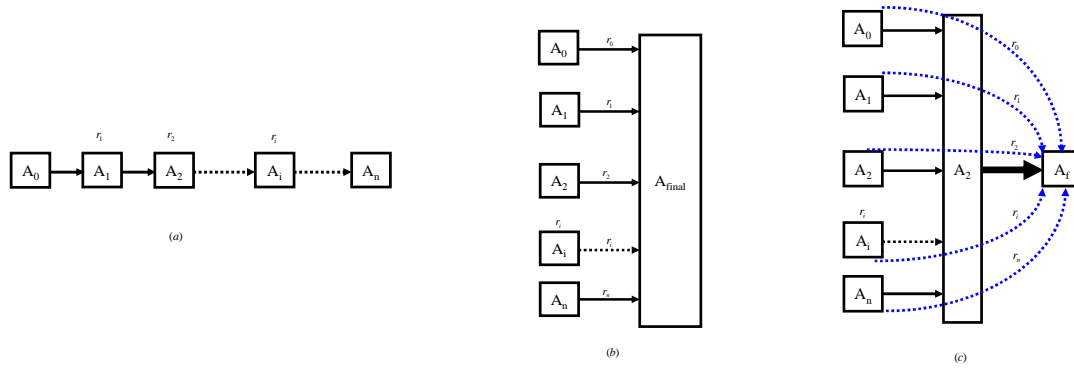 r1 r2 ri
A0 A1 A2 Ai An
(a)
A0 r0
A1 r1
A2 r2
Afinal
ri
Ai ri
An rn
(b)
A0 r0
A1 r1
A2 r2
A2 Af
ri
Ai ri
An rn
(c)